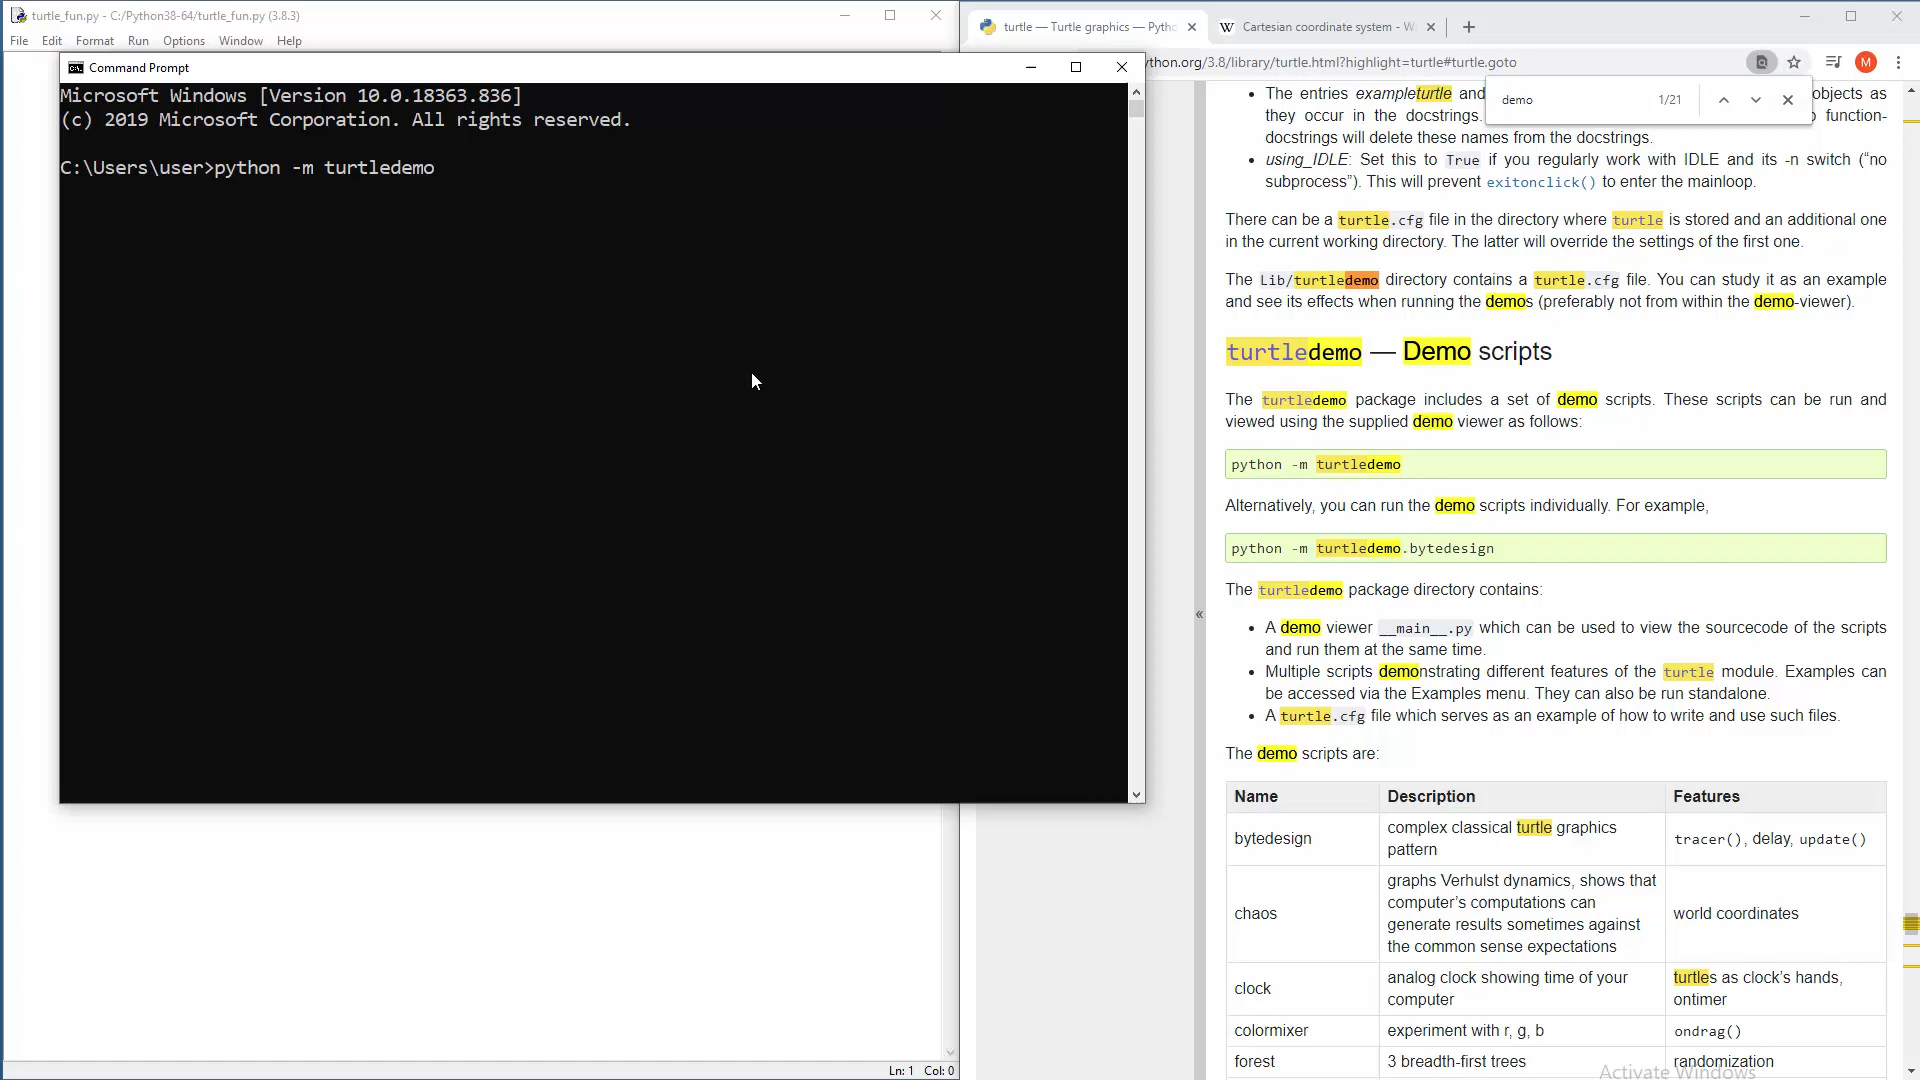 turtle_fun.py - C:/Python38-64/turtle_fun.py (3.8.3)
File Edit Format Run Options Window Help
Command Prompt
Microsoft Windows [Version 10.0.18363.836]
(c) 2019 Microsoft Corporation. All rights reserved.
C:\Users\user>python -m turtledemo
Ln: 1 Col: 0
turtle — Turtle graphics — Pytho
Cartesian coordinate system - W
ython.org/3.8/library/turtle.html?highlight=turtle#turtle.goto
M
demo 1/21
• The entries exampleturtle and objects as
they occur in the docstrings. function-
docstrings will delete these names from the docstrings.
• using_IDLE: Set this to True if you regularly work with IDLE and its -n switch (“no
subprocess”). This will prevent exitonclick() to enter the mainloop.
There can be a turtle.cfg file in the directory where turtle is stored and an additional one
in the current working directory. The latter will override the settings of the first one.
The Lib/turtledemo directory contains a turtle.cfg file. You can study it as an example
and see its effects when running the demos (preferably not from within the demo-viewer).
turtledemo — Demo scripts
The turtledemo package includes a set of demo scripts. These scripts can be run and
viewed using the supplied demo viewer as follows:
python -m turtledemo
Alternatively, you can run the demo scripts individually. For example,
python -m turtledemo.bytedesign
«
The turtledemo package directory contains:
• A demo viewer __main__.py which can be used to view the sourcecode of the scripts
and run them at the same time.
• Multiple scripts demonstrating different features of the turtle module. Examples can
be accessed via the Examples menu. They can also be run standalone.
• A turtle.cfg file which serves as an example of how to write and use such files.
The demo scripts are:
Name Description Features
bytedesign complex classical turtle graphics pattern tracer(), delay, update()
chaos graphs Verhulst dynamics, shows that computer’s computations can generate results sometimes against the common sense expectations world coordinates
clock analog clock showing time of your computer turtles as clock’s hands, ontimer
colormixer experiment with r, g, b ondrag()
forest 3 breadth-first trees randomization
Activate Windows